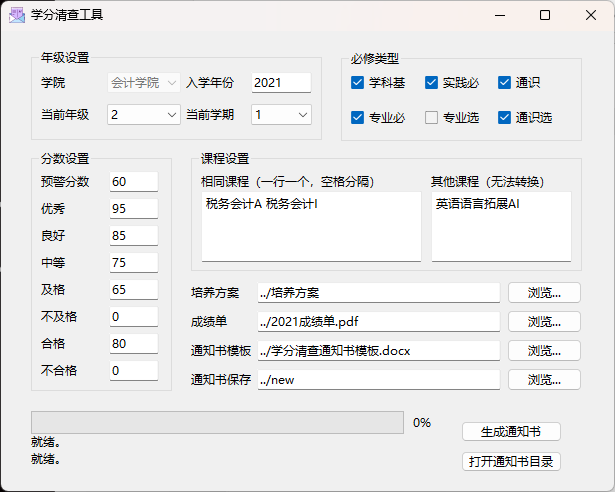 学分清查工具
年级设置
学院 会计学院 入学年份 2021
当前年级 2 当前学期 1
必修类型
学科基 实践必 通识
专业必 专业选 通识选
分数设置
预警分数 60
优秀 95
良好 85
中等 75
及格 65
不及格 0
合格 80
不合格 0
课程设置
相同课程（一行一个，空格分隔） 其他课程（无法转换）
税务会计A 税务会计I 英语语言拓展AI
培养方案 ../培养方案 浏览...
成绩单 ../2021成绩单.pdf 浏览...
通知书模板 ../学分清查通知书模板.docx 浏览...
通知书保存 ../new 浏览...
0%
就绪。
就绪。
生成通知书
打开通知书目录